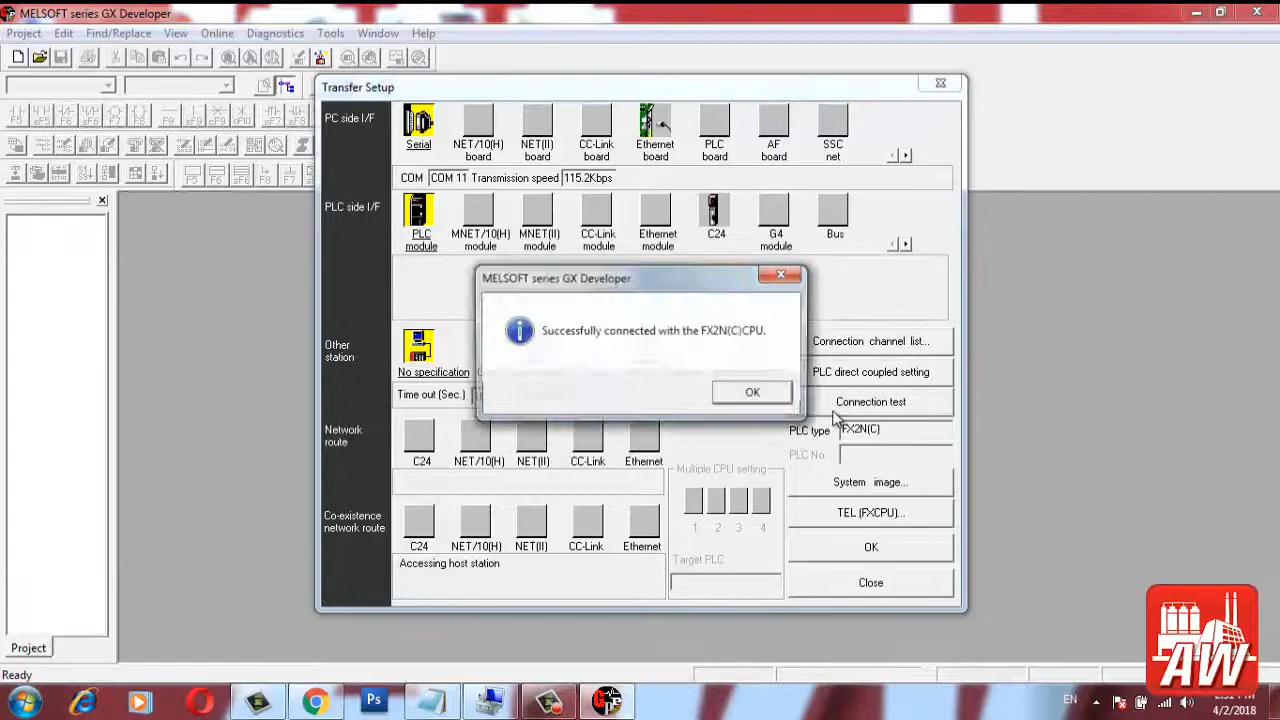 MELSOFT series GX Developer
Project Edit Find/Replace View Online Diagnostics Tools Window Help
Transfer Setup
PC side I/F
Serial
NET/10(H) board
NET(II) board
CC-Link board
Ethernet board
PLC board
AF board
SSC net
COM COM 11 Transmission speed 115.2Kbps
PLC side I/F
PLC module
MNET/10(H) module
MNET(II) module
CC-Link module
Ethernet module
C24
G4 module
Bus
MELSOFT series GX Developer
Successfully connected with the FX2N(C)CPU.
OK
Other station
No specification
Time out (Sec.)
Connection channel list...
PLC direct coupled setting
Connection test
PLC type FX2N(C)
PLC No.
System image...
TEL (FXCPU)...
OK
Close
Network route
C24 NET/10(H) NET(II) CC-Link Ethernet
Multiple CPU setting
1 2 3 4
Target PLC
Co-existence network route
C24 NET/10(H) NET(II) CC-Link Ethernet
Accessing host station
Project
Ready
AW
Ps
EN
4/2/2018